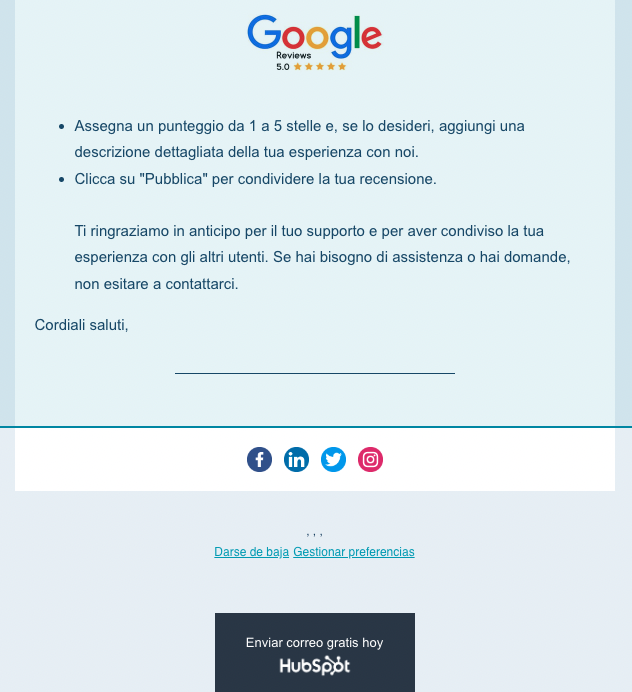 Google
Reviews
5.0
Assegna un punteggio da 1 a 5 stelle e, se lo desideri, aggiungi una
descrizione dettagliata della tua esperienza con noi.
Clicca su "Pubblica" per condividere la tua recensione.
Ti ringraziamo in anticipo per il tuo supporto e per aver condiviso la tua
esperienza con gli altri utenti. Se hai bisogno di assistenza o hai domande,
non esitare a contattarci.
Cordiali saluti,
, , ,
Darse de baja Gestionar preferencias
Enviar correo gratis hoy
HubSpot